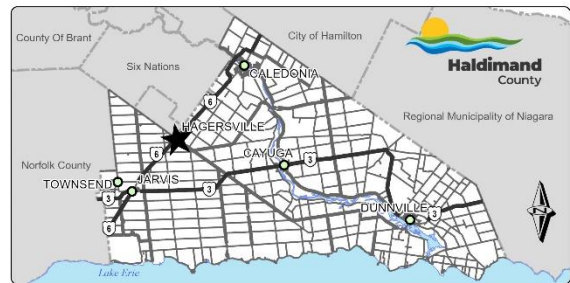 County Of Brant
City of Hamilton
Haldimand
County
Six Nations
CALEDONIA
6
Regional Municipality of Niagara
HAGERSVILLE
6
CAYUGA
3
Norfolk County
TOWNSEND
JARVIS
3
3
DUNNVILLE
3
6
Lake Erie